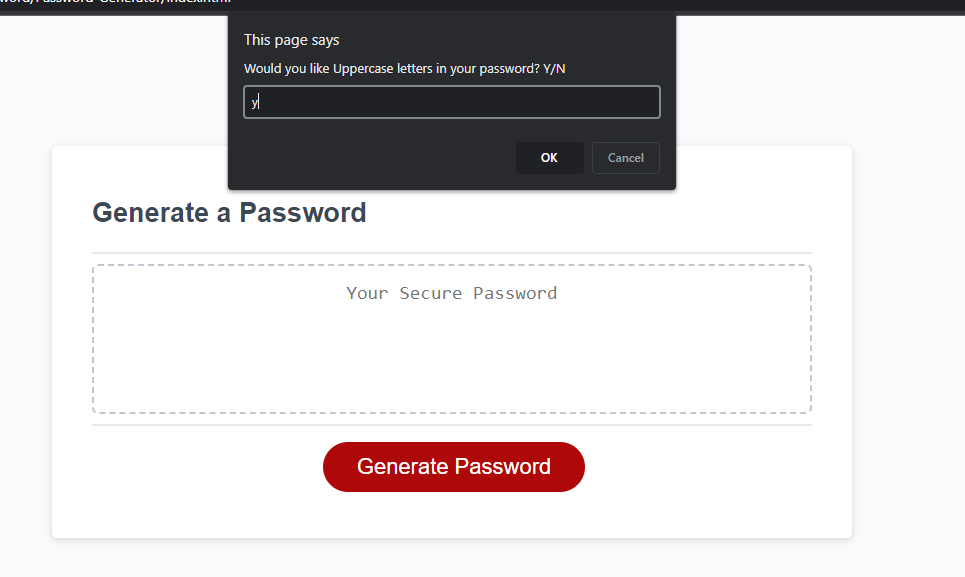 word/Password-Generator/index.html
This page says
Would you like Uppercase letters in your password? Y/N
y
OK
Cancel
Generate a Password
Your Secure Password
Generate Password